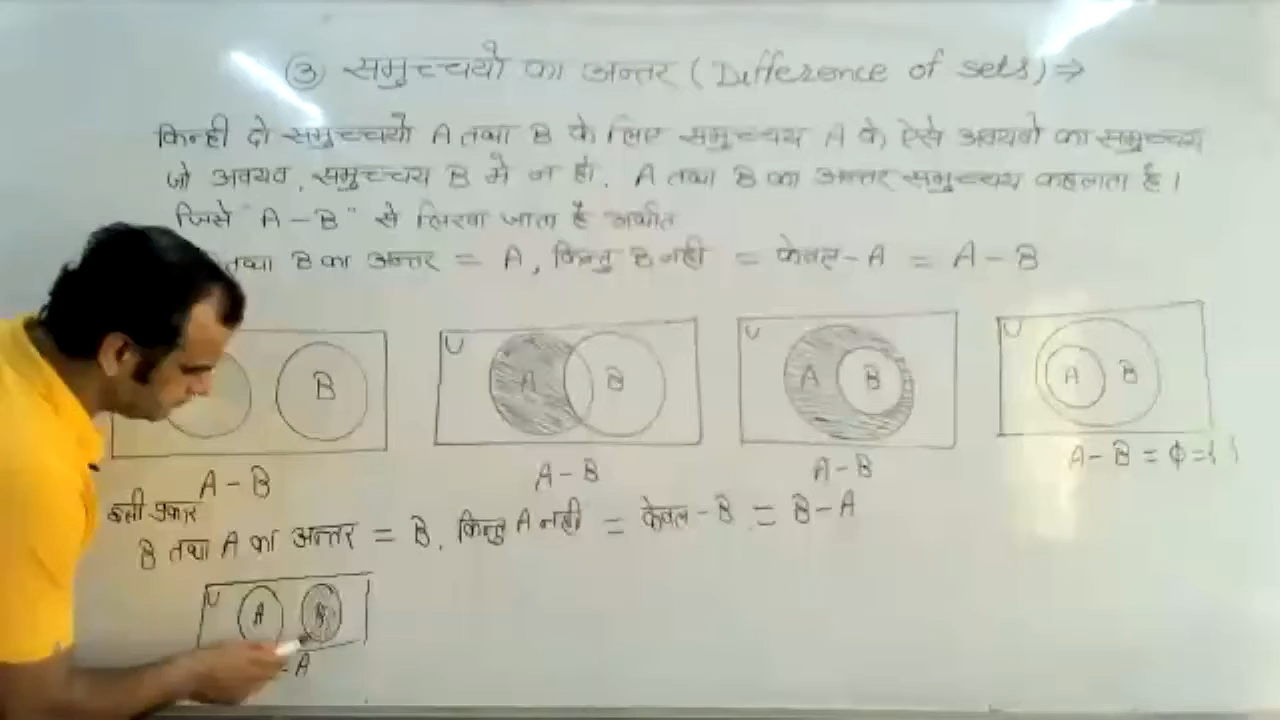 ③ समुच्चयो का अन्तर (Difference of sets) ⇒
किन्ही दो समुच्चयो A तथा B के लिए समुच्चय A के ऐसे अवयवो का समुच्चय
जो अवयव, समुच्चय B मे न हो, A तथा B का अन्तर समुच्चय कहलाता है।
जिसे "A - B" से लिखा जाता है अर्थात
तथा B का अन्तर = A, किन्तु B नही = केवल - A = A - B
B
U A B
U A B
U A B
A - B
A - B
A - B
A - B = ϕ = { }
इसी प्रकार
B तथा A का अन्तर = B, किन्तु A नही = केवल - B = B - A
U A B
- A